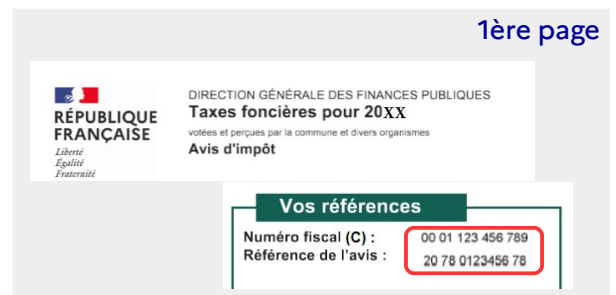 1ère page
RÉPUBLIQUE
FRANÇAISE
Liberté
Égalité
Fraternité
DIRECTION GÉNÉRALE DES FINANCES PUBLIQUES
Taxes foncières pour 20XX
votées et perçues par la commune et divers organismes
Avis d'impôt
Vos références
Numéro fiscal (C) : 00 01 123 456 789
Référence de l'avis : 20 78 0123456 78